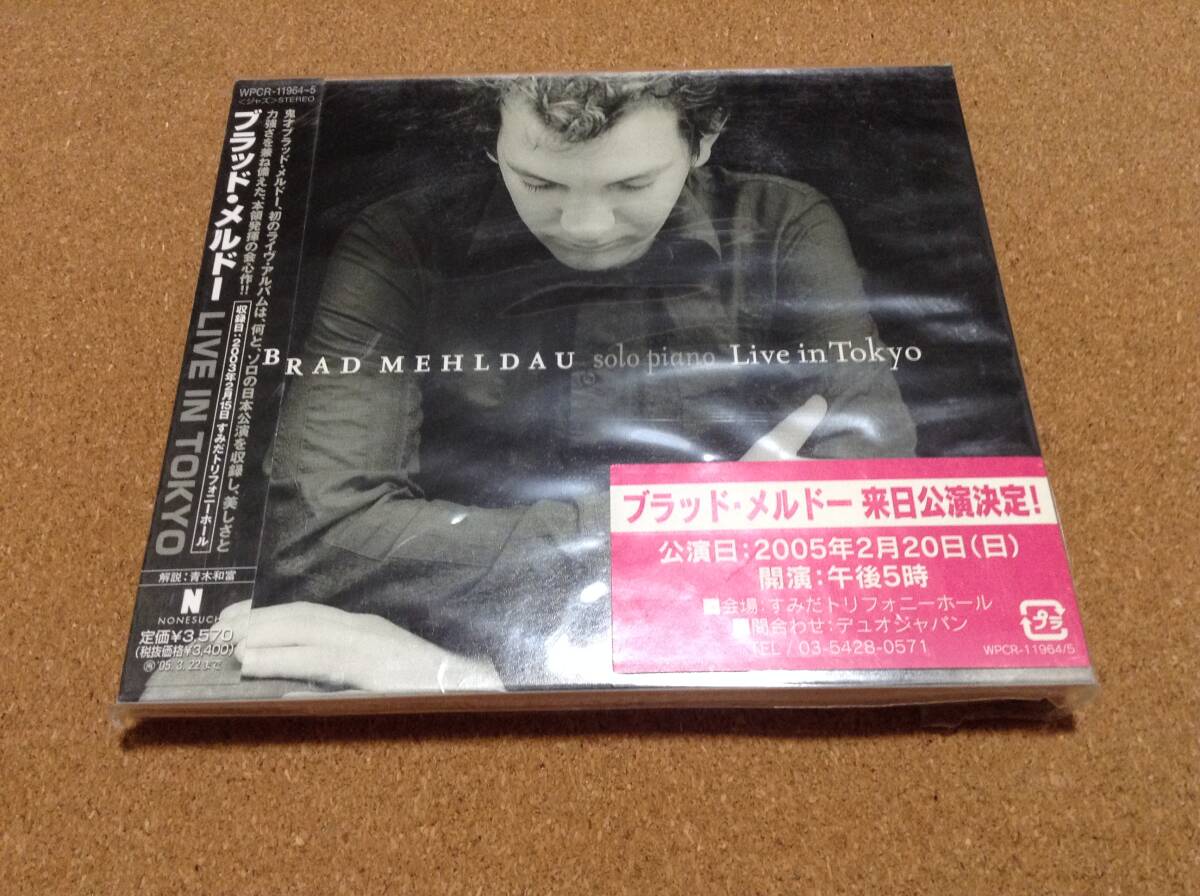 WPCR-11964~5
<ジャズ>STEREO
ブラッド・メルドー LIVE IN TOKYO
鬼才ブラッド・メルドー、初のライヴ・アルバムは、何と、ソロの日本公演を収録し、美しさと
力強さを兼ね備えた、本領発揮の会心作!!
収録日:2003年2月15日 すみだトリフォニーホール
解説:青木和富
N
NONESUCH
定価¥3,570
(税抜価格¥3,400)
'05.3.22まで
BRAD MEHLDAU solo piano Live in Tokyo
ブラッド・メルドー 来日公演決定!
公演日:2005年2月20日(日)
開演:午後5時
■会場:すみだトリフォニーホール
■問合わせ:デュオジャパン
TEL/03-5428-0571
プラ
WPCR-11964/5